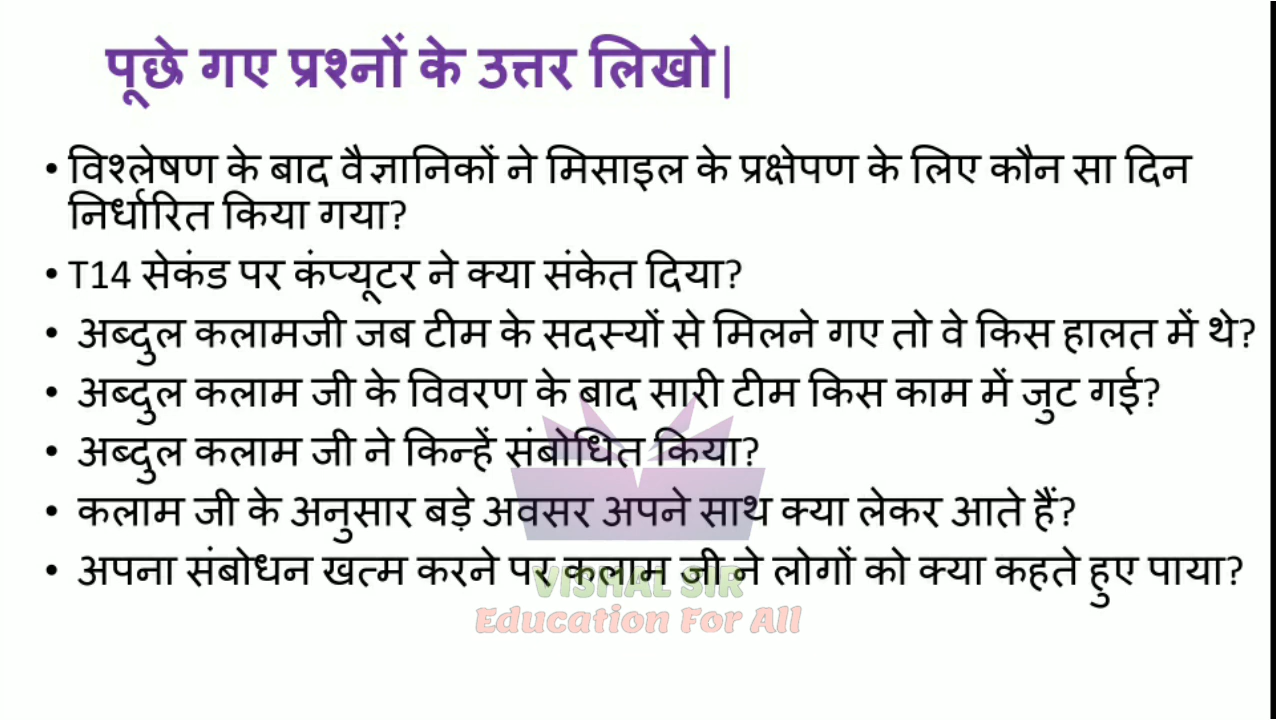 पूछे गए प्रश्नों के उत्तर लिखो|
• विश्लेषण के बाद वैज्ञानिकों ने मिसाइल के प्रक्षेपण के लिए कौन सा दिन
निर्धारित किया गया?
• T14 सेकंड पर कंप्यूटर ने क्या संकेत दिया?
• अब्दुल कलामजी जब टीम के सदस्यों से मिलने गए तो वे किस हालत में थे?
• अब्दुल कलाम जी के विवरण के बाद सारी टीम किस काम में जुट गई?
• अब्दुल कलाम जी ने किन्हें संबोधित किया?
• कलाम जी के अनुसार बड़े अवसर अपने साथ क्या लेकर आते हैं?
• अपना संबोधन खत्म करने पर कलाम जी ने लोगों को क्या कहते हुए पाया?
VISHAL SIR
Education For All